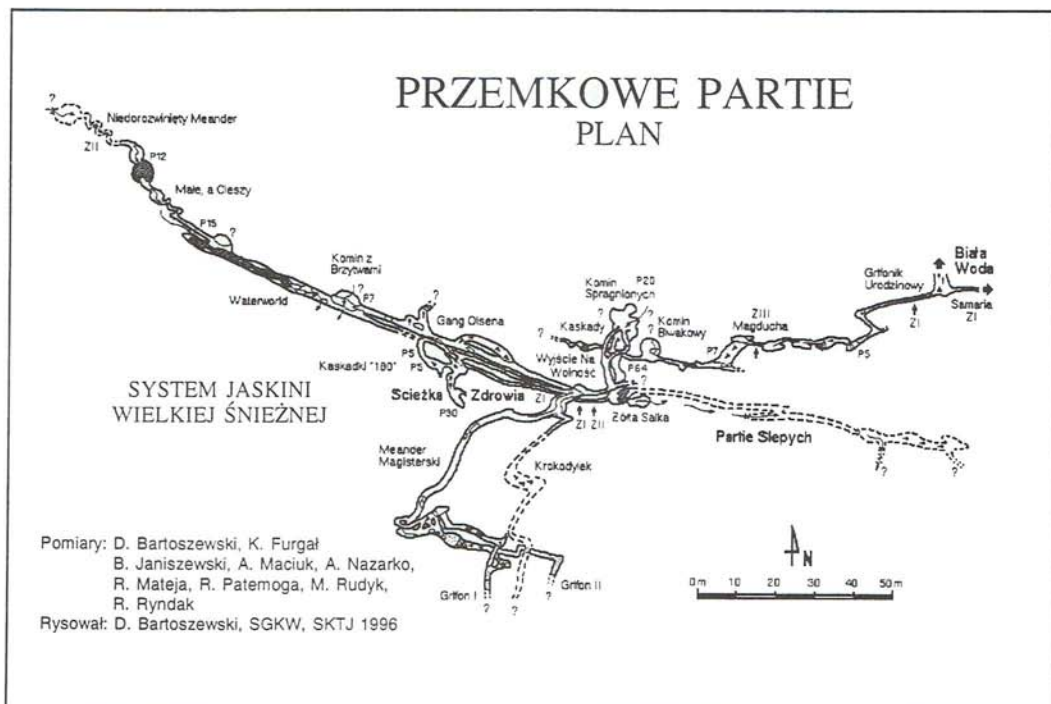 PRZEMKOWE PARTIE
PLAN
?
Niedorozwinięty Meander
ZII
P12
Małe, a Cieszy
P15
?
Komin z
Brzytwami
!?
P7
Waterworld
?
Gang Olsena
Kaskadki "180"
P5
P5
Scieżka Zdrowia
P30
ZI
Komin
Spragnionych
P20
?
?
Kaskady
?
Komin
Biwakowy
Wyjście Na
Wolność
P64
?
P7
ZIII
Magducha
P5
Grifonik
Urodzinowy
ZI
Biała
Woda
Samaria
ZI
SYSTEM JASKINI
WIELKIEJ ŚNIEŻNEJ
ZI
ZII
Żółta Salka
Partie Slepych
?
?
Meander
Magisterski
Krokodylek
Grifon I
?
?
?
Grifon II
N
0m 10 20 30 40 50m
Pomiary: D. Bartoszewski, K. Furgał
B. Janiszewski, A. Maciuk, A. Nazarko,
R. Mateja, R. Paternoga, M. Rudyk,
R. Ryndak
Rysował: D. Bartoszewski, SGKW, SKTJ 1996